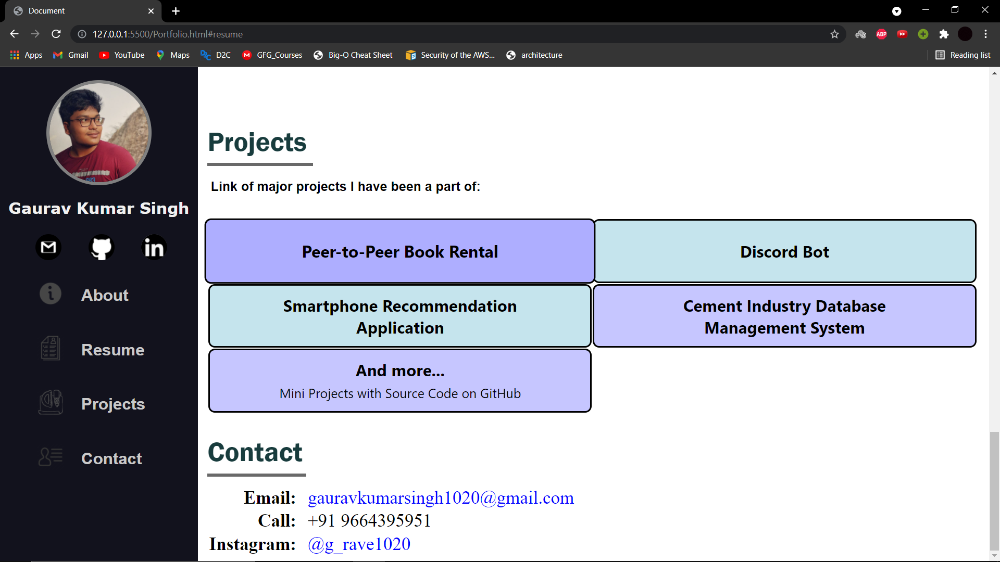 Document
127.0.0.1:5500/Portfolio.html#resume
ABP
Apps Gmail YouTube Maps D2C GFG_Courses Big-O Cheat Sheet Security of the AWS... architecture Reading list
Gaurav Kumar Singh
in
About
Resume
Projects
Contact
Projects
Link of major projects I have been a part of:
Peer-to-Peer Book Rental
Discord Bot
Smartphone Recommendation
Application
Cement Industry Database
Management System
And more...
Mini Projects with Source Code on GitHub
Contact
Email: gauravkumarsingh1020@gmail.com
Call: +91 9664395951
Instagram: @g_rave1020